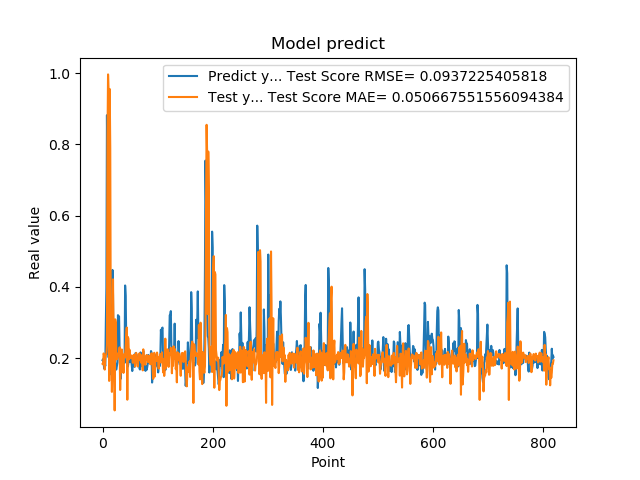 Model predict
Predict y... Test Score RMSE= 0.0937225405818
Test y... Test Score MAE= 0.050667551556094384
1.0
0.8
0.6
0.4
0.2
Real value
0 200 400 600 800
Point